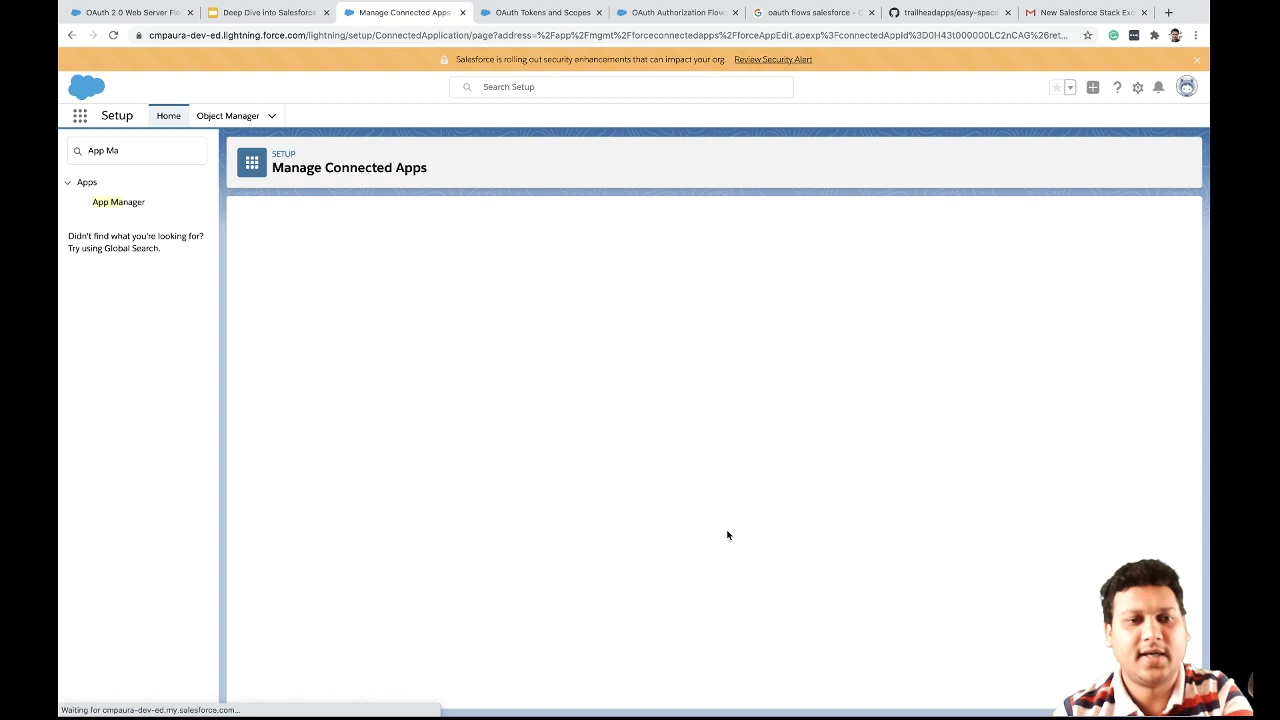 OAuth 2.0 Web Server Flo
Deep Dive into Salesforce
Manage Connected Apps
OAuth Tokens and Scopes
OAuth Authorization Flows
oauth flows salesforce - G
trailheadapps/easy-space
New Salesforce Stack Exc
cmpaura-dev-ed.lightning.force.com/lightning/setup/ConnectedApplication/page?address=%2Fapp%2Fmgmt%2Fforceconnectedapps%2FforceAppEdit.apexp%3FconnectedAppId%3D0H43t000000LC2nCAG%26ret...
Salesforce is rolling out security enhancements that can impact your org. Review Security Alert
Search Setup
Setup
Home
Object Manager
App Ma
SETUP
Manage Connected Apps
Apps
App Manager
Didn't find what you're looking for?
Try using Global Search.
Waiting for cmpaura-dev-ed.my.salesforce.com...